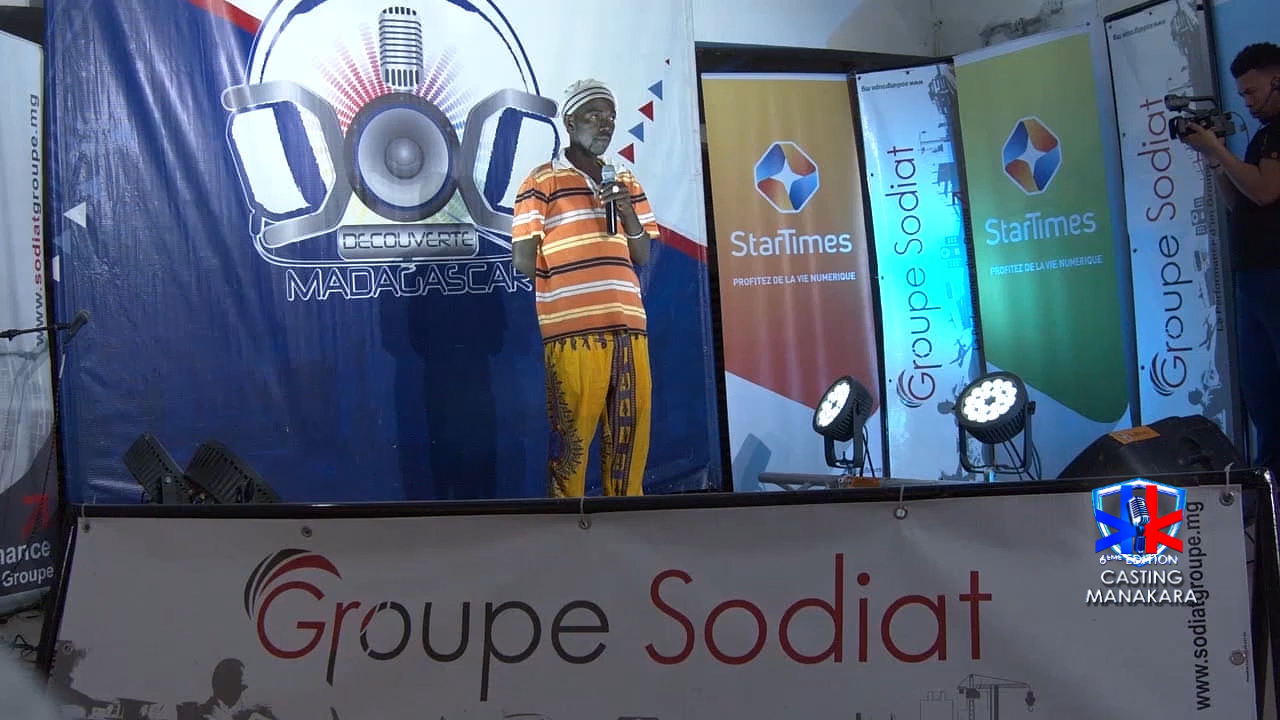 www.sodiatgroupe.mg
DECOUVERTE
MADAGASCAR
StarTimes
PROFITEZ DE LA VIE NUMERIQUE
Groupe Sodiat
StarTimes
PROFITEZ DE LA VIE NUMERIQUE
Groupe Sodiat
Groupe
Groupe Sodiat
www.sodiatgroupe.mg
6ÈME EDITION
CASTING
MANAKARA